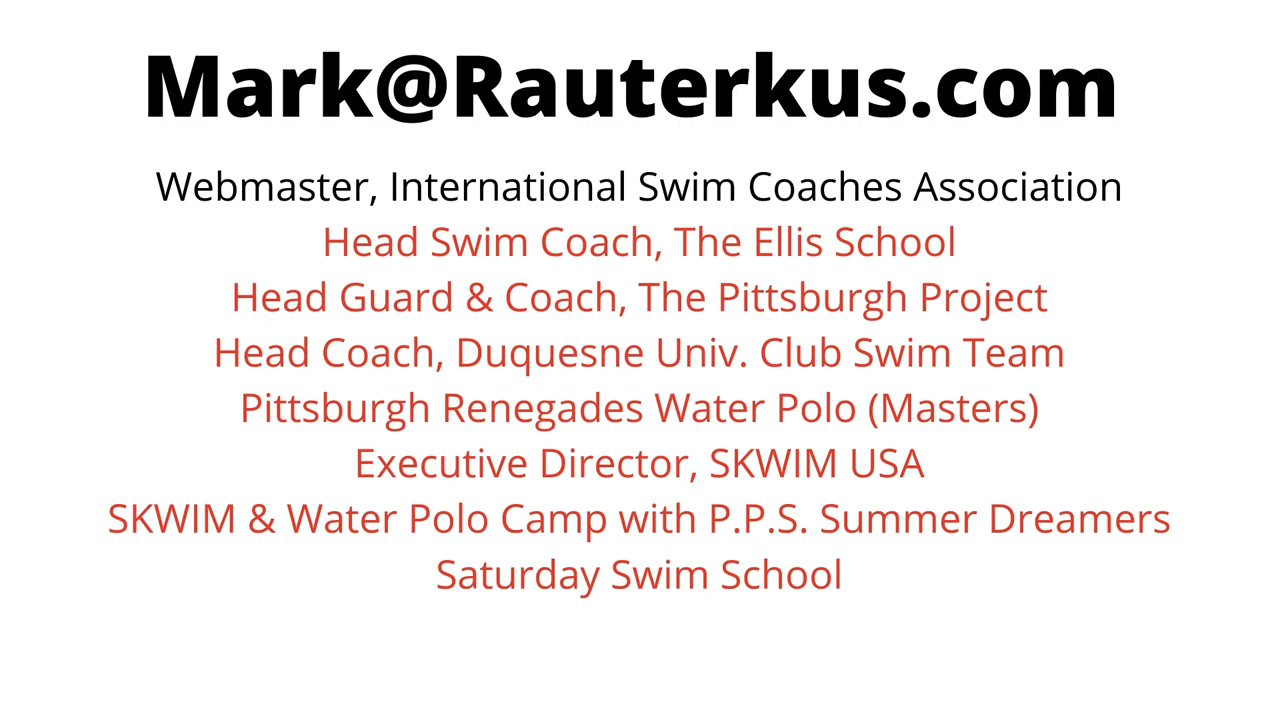 Mark@Rauterkus.com
Webmaster, International Swim Coaches Association
Head Swim Coach, The Ellis School
Head Guard & Coach, The Pittsburgh Project
Head Coach, Duquesne Univ. Club Swim Team
Pittsburgh Renegades Water Polo (Masters)
Executive Director, SKWIM USA
SKWIM & Water Polo Camp with P.P.S. Summer Dreamers
Saturday Swim School